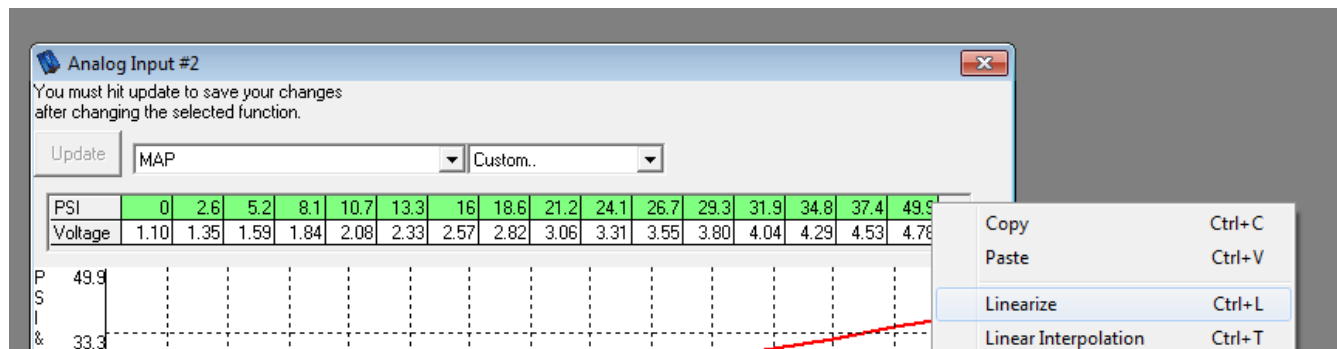 Analog Input #2
You must hit update to save your changes
after changing the selected function.
Update MAP Custom..
PSI 0 2.6 5.2 8.1 10.7 13.3 16 18.6 21.2 24.1 26.7 29.3 31.9 34.8 37.4 49.9
Voltage 1.10 1.35 1.59 1.84 2.08 2.33 2.57 2.82 3.06 3.31 3.55 3.80 4.04 4.29 4.53 4.78
Copy Ctrl+C
Paste Ctrl+V
Linearize Ctrl+L
Linear Interpolation Ctrl+T
P 49.9
S
I
& 33.3